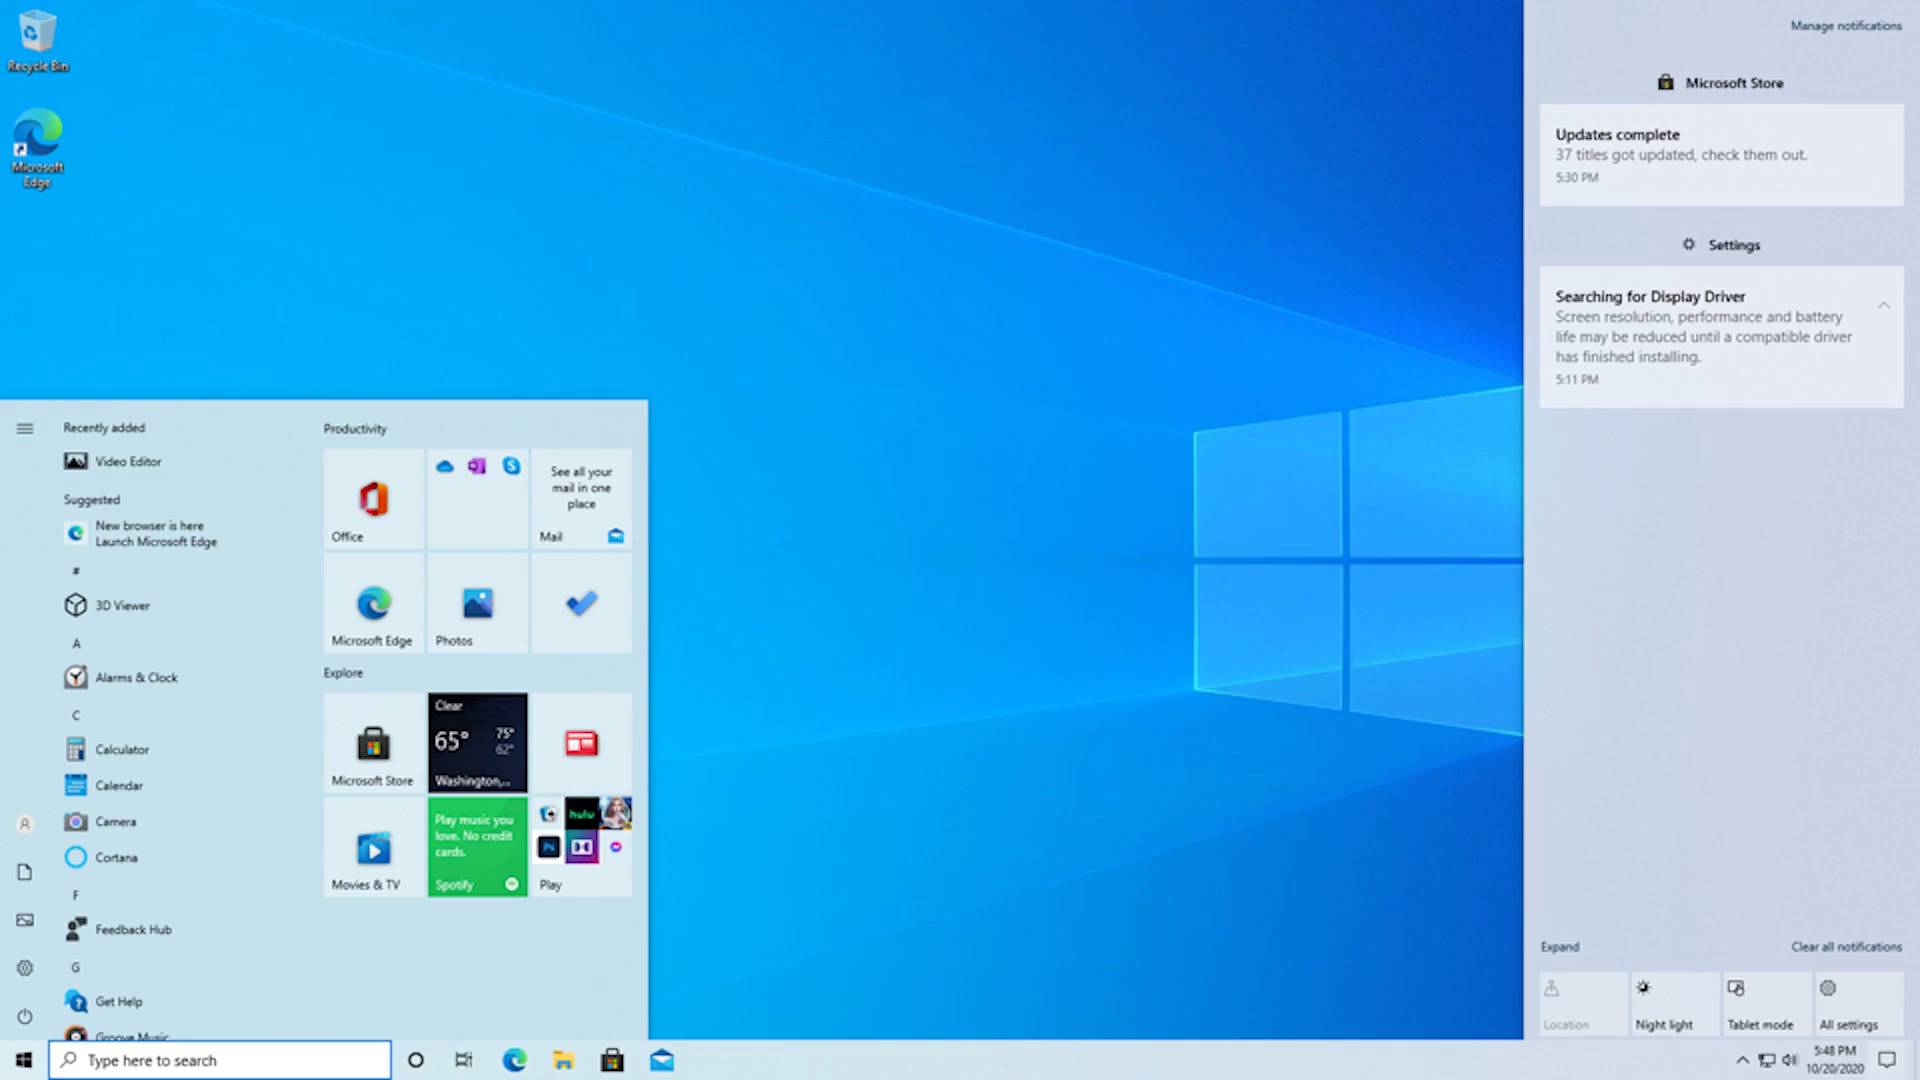 Recycle Bin
Microsoft
Edge
Recently added
Video Editor
Suggested
New browser is here
Launch Microsoft Edge
#
3D Viewer
A
Alarms & Clock
C
Calculator
Calendar
Camera
Cortana
F
Feedback Hub
G
Get Help
Groove Music
Productivity
Office
See all your
mail in one
place
Mail
Microsoft Edge
Photos
Explore
Microsoft Store
Clear
65°
75°
62°
Washington,...
Movies & TV
Play music you
love. No credit
cards.
Spotify
hulu
Ps
Play
Manage notifications
Microsoft Store
Updates complete
37 titles got updated, check them out.
5:30 PM
Settings
Searching for Display Driver
Screen resolution, performance and battery
life may be reduced until a compatible driver
has finished installing.
5:11 PM
Expand
Clear all notifications
Location
Night light
Tablet mode
All settings
Type here to search
5:48 PM
10/20/2020